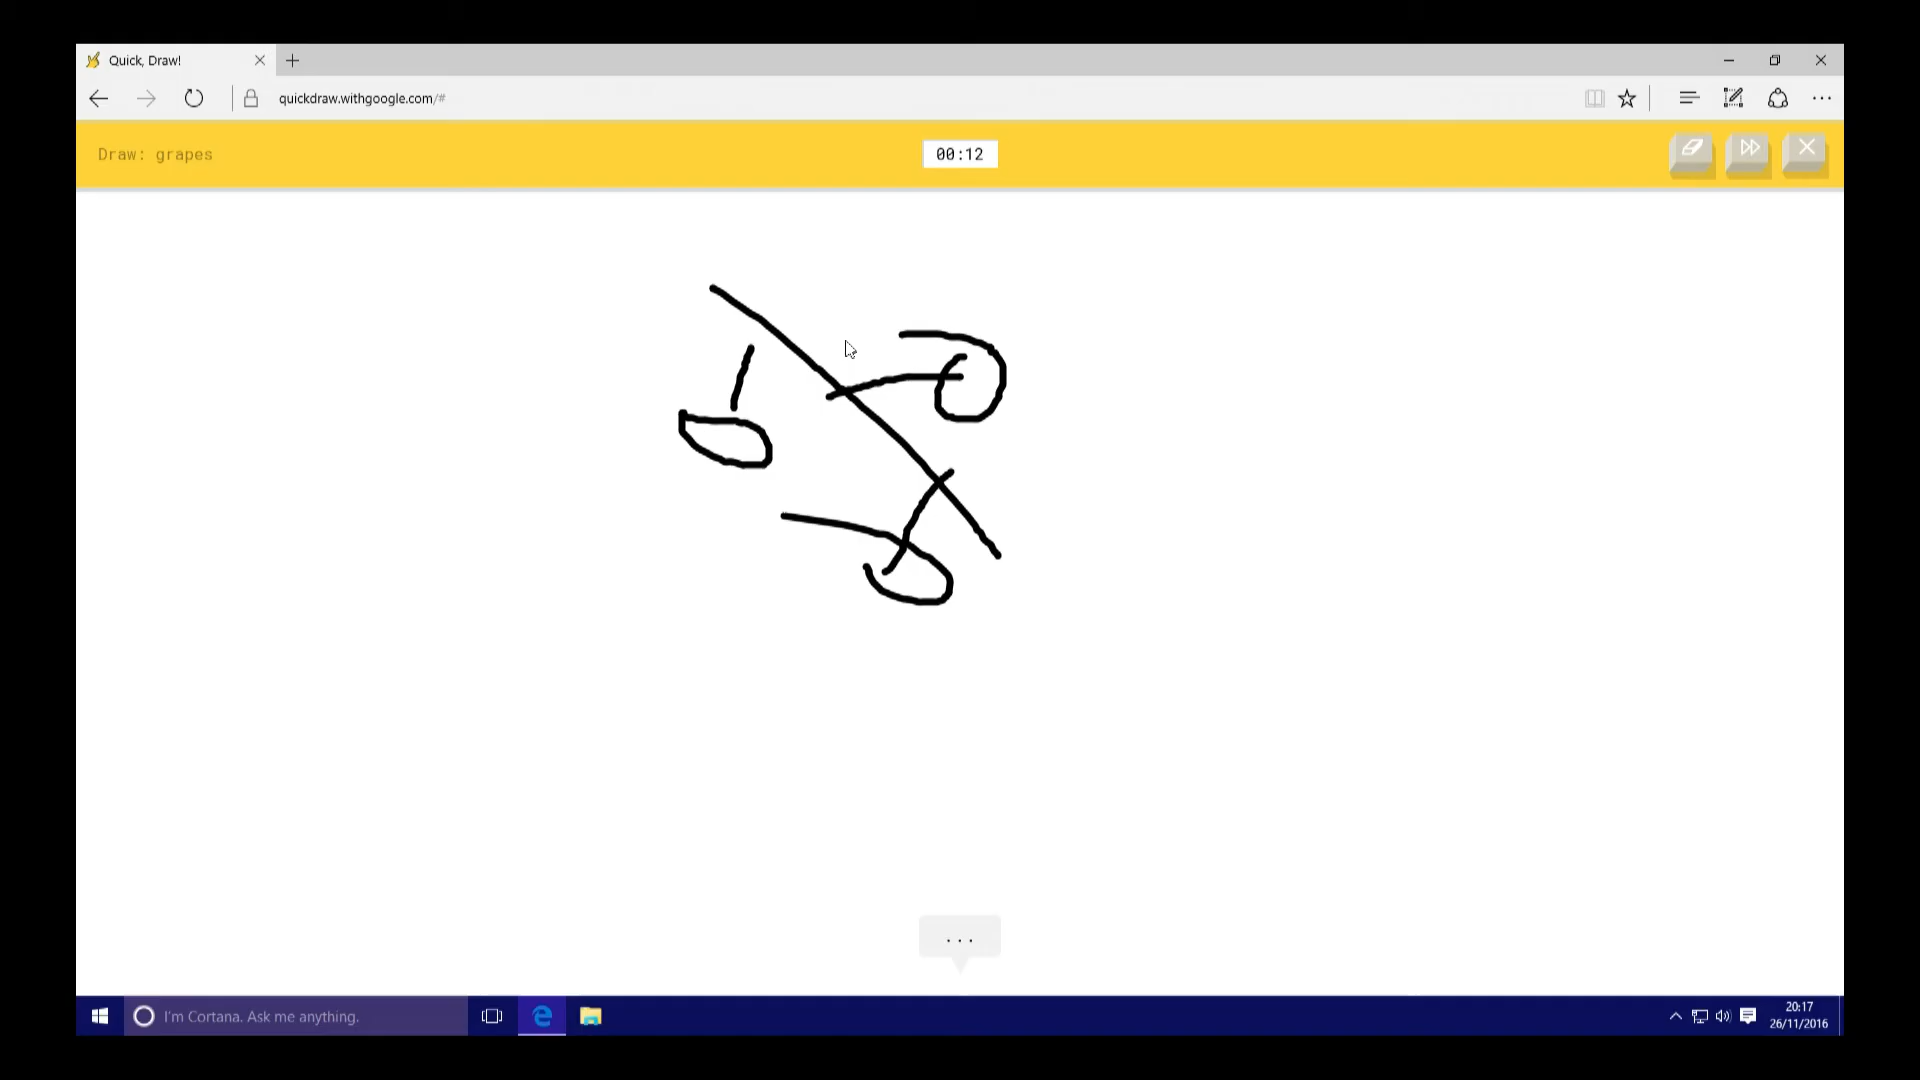 Quick, Draw!
quickdraw.withgoogle.com/#
Draw: grapes
00:12
...
I'm Cortana. Ask me anything.
20:17
26/11/2016